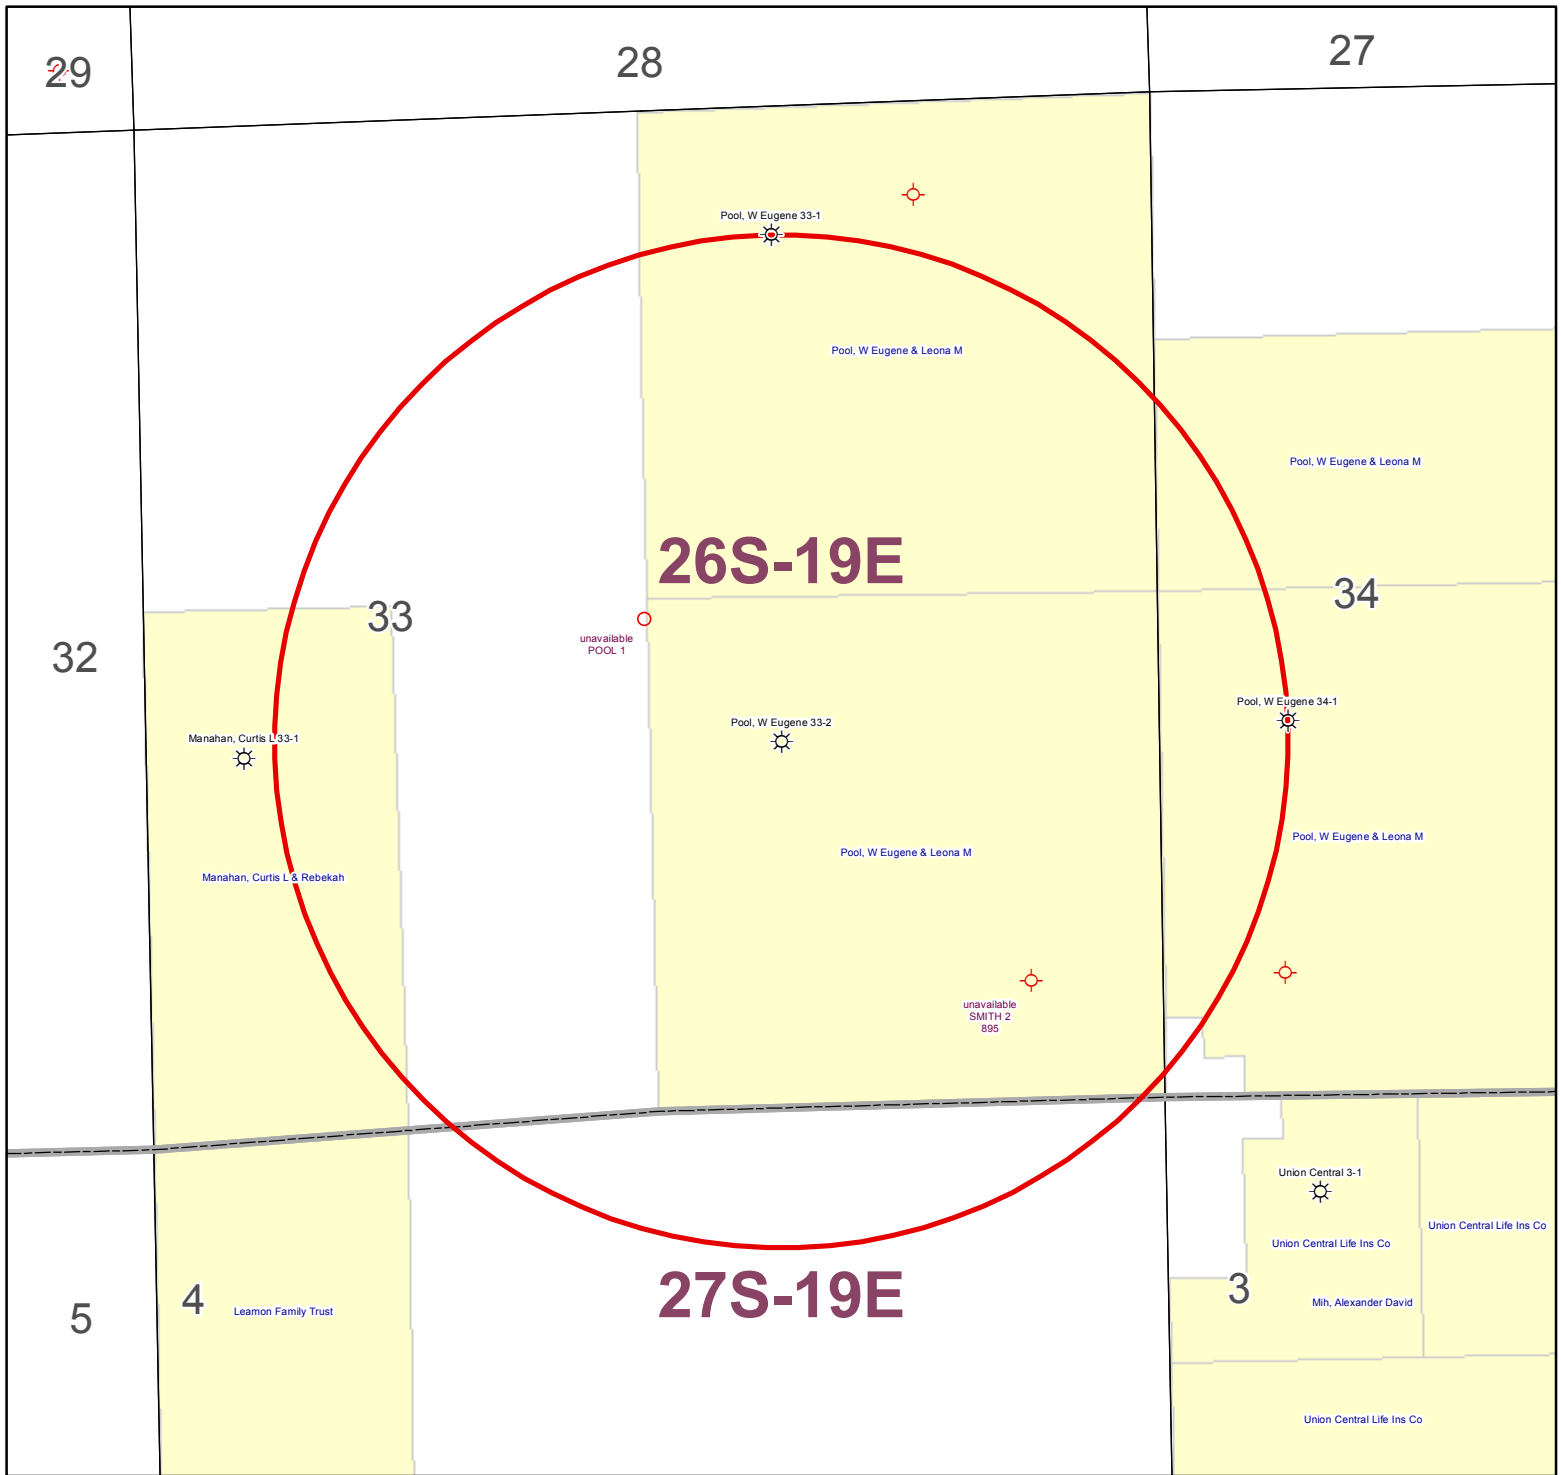 29
28
27
Pool, W Eugene 33-1
Pool, W Eugene & Leona M
Pool, W Eugene & Leona M
26S-19E
34
33
unavailable
POOL 1
32
Pool, W Eugene 34-1
Pool, W Eugene 33-2
Manahan, Curtis L 33-1
Pool, W Eugene & Leona M
Pool, W Eugene & Leona M
Manahan, Curtis L & Rebekah
unavailable
SMITH 2
895
Union Central 3-1
Union Central Life Ins Co
Union Central Life Ins Co
27S-19E
3
4
5
Leamon Family Trust
Mih, Alexander David
Union Central Life Ins Co